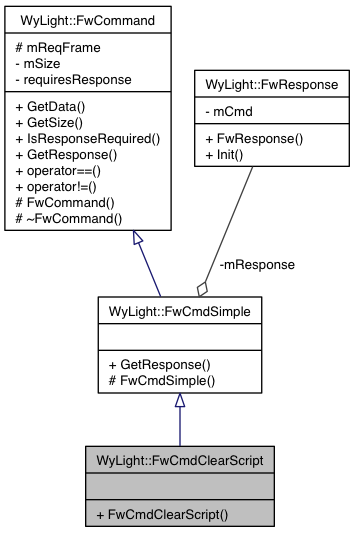 WyLight::FwCommand
# mReqFrame
- mSize
- requiresResponse
+ GetData()
+ GetSize()
+ IsResponseRequired()
+ GetResponse()
+ operator==()
+ operator!=()
# FwCommand()
# ~FwCommand()
WyLight::FwResponse
- mCmd
+ FwResponse()
+ Init()
-mResponse
WyLight::FwCmdSimple
+ GetResponse()
# FwCmdSimple()
WyLight::FwCmdClearScript
+ FwCmdClearScript()